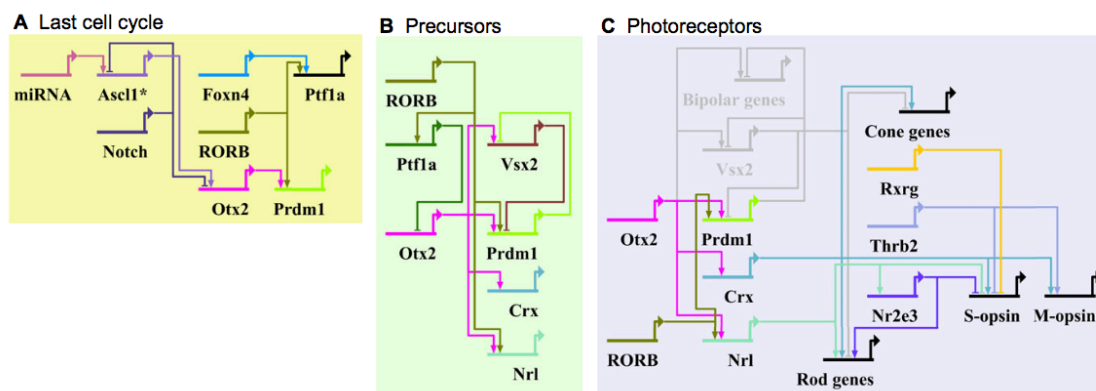 A Last cell cycle
miRNA Ascl1* Foxn4 Ptf1a
Notch RORB
Otx2 Prdm1
B Precursors
RORB
Ptf1a Vsx2
Otx2 Prdm1
Crx
Nrl
C Photoreceptors
Bipolar genes
Cone genes
Vsx2
Rxrg
Otx2 Prdm1 Thrb2
Crx
Nr2e3 S-opsin M-opsin
RORB Nrl
Rod genes